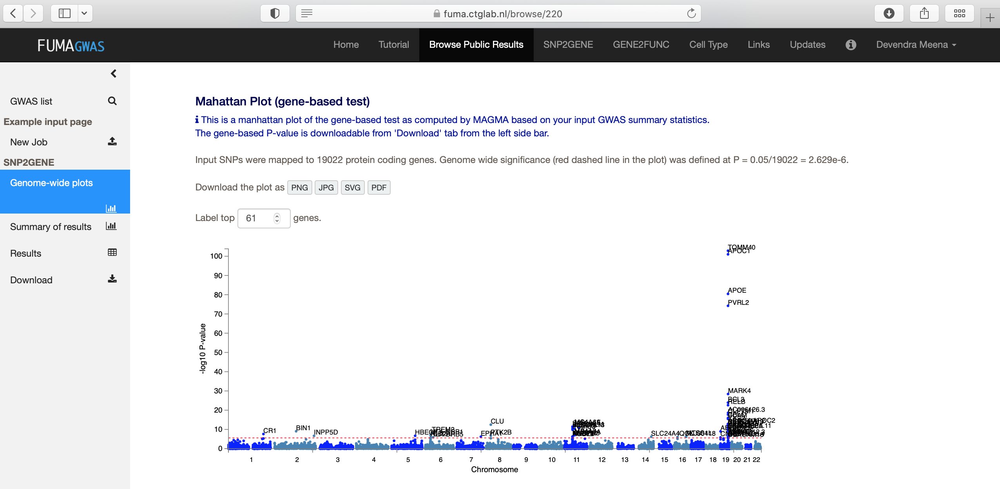 fuma.ctglab.nl/browse/220
FUMAGWAS
Home
Tutorial
Browse Public Results
SNP2GENE
GENE2FUNC
Cell Type
Links
Updates
Devendra Meena
GWAS list
Example input page
New Job
SNP2GENE
Genome-wide plots
Summary of results
Results
Download
Mahattan Plot (gene-based test)
This is a manhattan plot of the gene-based test as computed by MAGMA based on your input GWAS summary statistics.
The gene-based P-value is downloadable from 'Download' tab from the left side bar.
Input SNPs were mapped to 19022 protein coding genes. Genome wide significance (red dashed line in the plot) was defined at P = 0.05/19022 = 2.629e-6.
Download the plot as PNG JPG SVG PDF
Label top 61 genes.
TOMM40
APOC1
APOE
PVRL2
MARK4
BCL3
RELB
CLU
CR1
BIN1
INPP5D
TREM2
EPHA1
PTK2B
SLC24A4
100
90
80
70
60
50
40
30
20
10
0
-log10 P-value
1 2 3 4 5 6 7 8 9 10 11 12 13 14 15 16 17 18 19 20 21 22
Chromosome